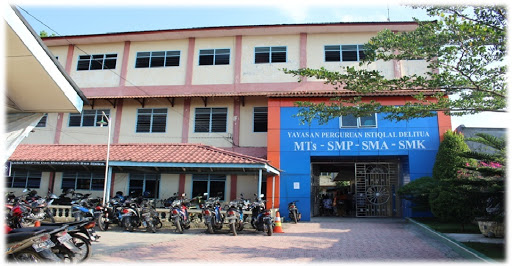 YAYASAN PERGURUAN ISTIQLAL DELITUA
MTs - SMP - SMA - SMK